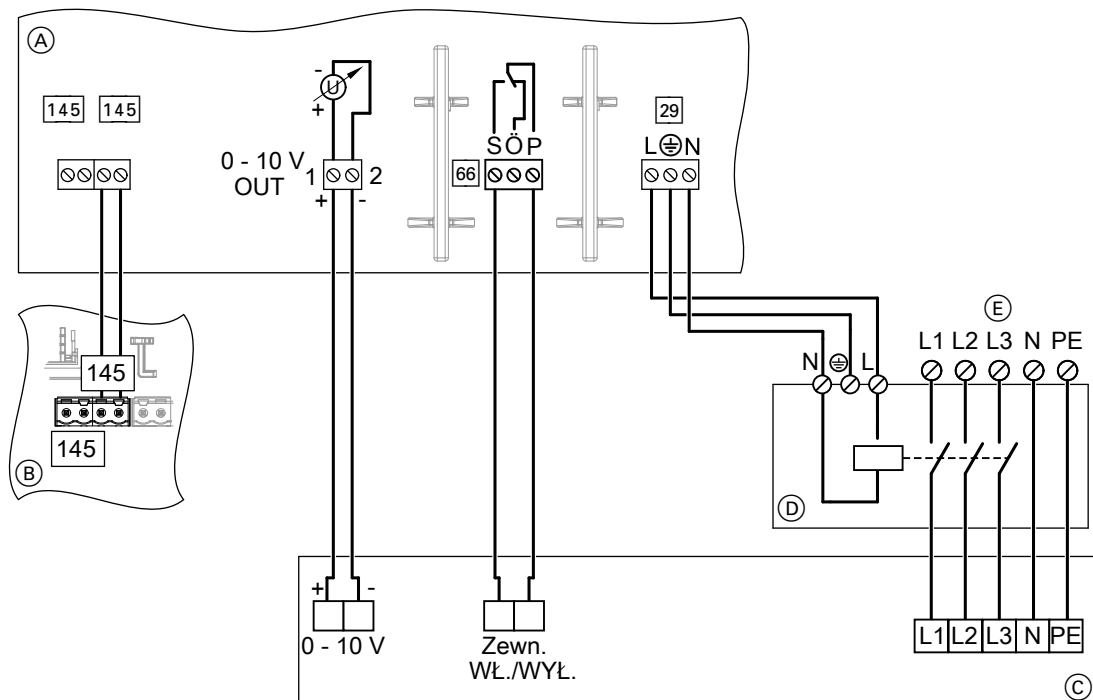 A
145 145
- U +
0 - 10 V
OUT
1 2
+ -
66
S Ö P
29
L N
145
145
B
E
L1 L2 L3 N PE
N L
D
+ -
0 - 10 V
Zewn.
WŁ./WYŁ.
L1 L2 L3 N PE
C